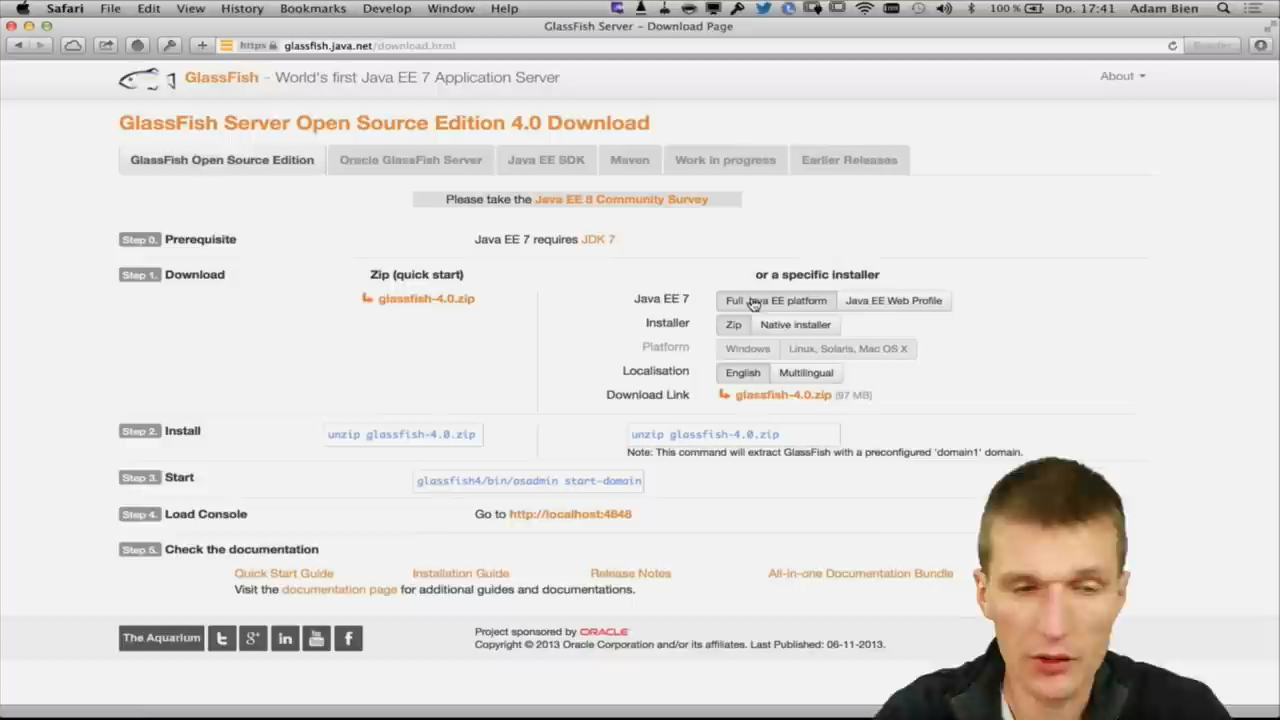 Safari File Edit View History Bookmarks Develop Window Help 100 % Do. 17:41 Adam Bien
GlassFish Server – Download Page
https glassfish.java.net/download.html
GlassFish - World's first Java EE 7 Application Server
About
GlassFish Server Open Source Edition 4.0 Download
GlassFish Open Source Edition Oracle GlassFish Server Java EE SDK Maven Work in progress Earlier Releases
Please take the Java EE 8 Community Survey
Step 0. Prerequisite Java EE 7 requires JDK 7
Step 1. Download Zip (quick start) or a specific installer
glassfish-4.0.zip Java EE 7 Full Java EE platform Java EE Web Profile
Installer Zip Native installer
Platform Windows Linux, Solaris, Mac OS X
Localisation English Multilingual
Download Link glassfish-4.0.zip (97 MB)
Step 2. Install unzip glassfish-4.0.zip unzip glassfish-4.0.zip
Note: This command will extract GlassFish with a preconfigured 'domain1' domain.
Step 3. Start glassfish4/bin/asadmin start-domain
Step 4. Load Console Go to http://localhost:4848
Step 5. Check the documentation
Quick Start Guide Installation Guide Release Notes All-in-one Documentation Bundle
Visit the documentation page for additional guides and documentations.
The Aquarium
Project sponsored by ORACLE
Copyright © 2013 Oracle Corporation and/or its affiliates. Last Published: 06-11-2013.